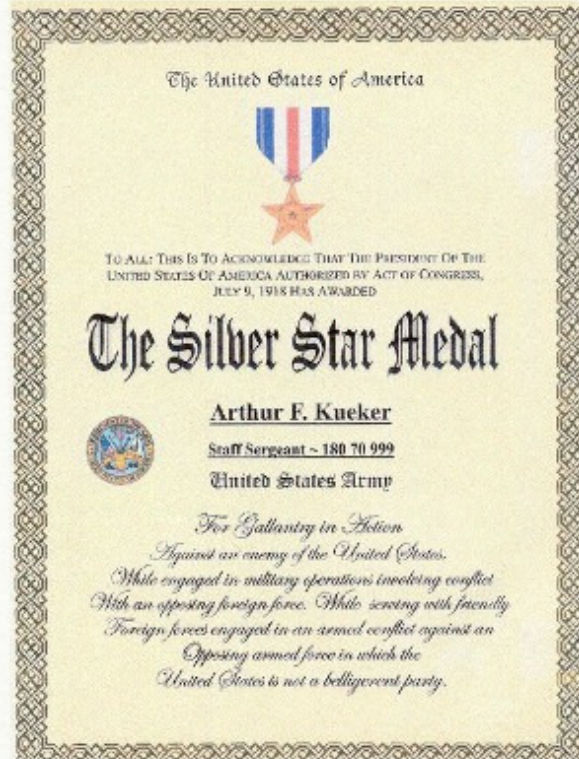 The United States of America
TO ALL: THIS IS TO ACKNOWLEDGE THAT THE PRESIDENT OF THE
UNITED STATES OF AMERICA AUTHORIZED BY ACT OF CONGRESS,
JULY 9, 1918 HAS AWARDED
The Silver Star Medal
Arthur F. Kueker
Staff Sergeant ~ 180 70 999
United States Army
For Gallantry in Action
Against an enemy of the United States.
While engaged in military operations involving conflict
With an opposing foreign force. While serving with friendly
Foreign forces engaged in an armed conflict against an
Opposing armed force in which the
United States is not a belligerent party.